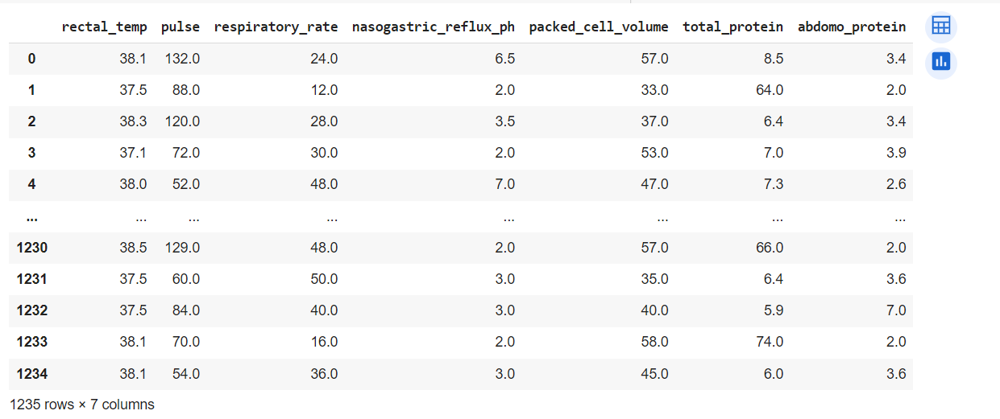 rectal_temp pulse respiratory_rate nasogastric_reflux_ph packed_cell_volume total_protein abdomo_protein
0 38.1 132.0 24.0 6.5 57.0 8.5 3.4
1 37.5 88.0 12.0 2.0 33.0 64.0 2.0
2 38.3 120.0 28.0 3.5 37.0 6.4 3.4
3 37.1 72.0 30.0 2.0 53.0 7.0 3.9
4 38.0 52.0 48.0 7.0 47.0 7.3 2.6
... ... ... ... ... ... ... ...
1230 38.5 129.0 48.0 2.0 57.0 66.0 2.0
1231 37.5 60.0 50.0 3.0 35.0 6.4 3.6
1232 37.5 84.0 40.0 3.0 40.0 5.9 7.0
1233 38.1 70.0 16.0 2.0 58.0 74.0 2.0
1234 38.1 54.0 36.0 3.0 45.0 6.0 3.6
1235 rows × 7 columns